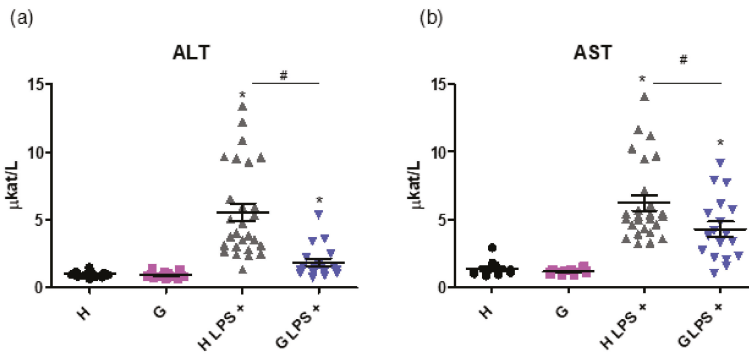 (a)
ALT
#
*
*
15
10
5
0
μkat/L
H
G
H LPS +
G LPS +
(b)
AST
#
*
*
15
10
5
0
μkat/L
H
G
H LPS +
G LPS +